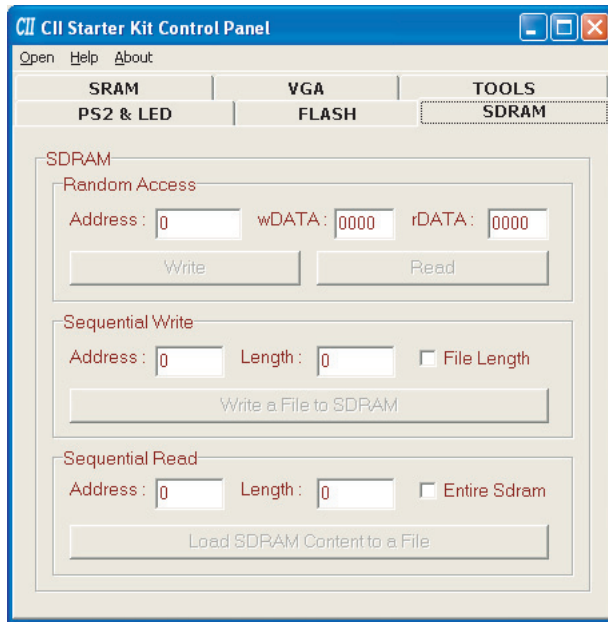 CII CII Starter Kit Control Panel
Open Help About
SRAM VGA TOOLS
PS2 & LED FLASH SDRAM
SDRAM
Random Access
Address : 0 wDATA : 0000 rDATA : 0000
Write Read
Sequential Write
Address : 0 Length : 0 File Length
Write a File to SDRAM
Sequential Read
Address : 0 Length : 0 Entire Sdram
Load SDRAM Content to a File